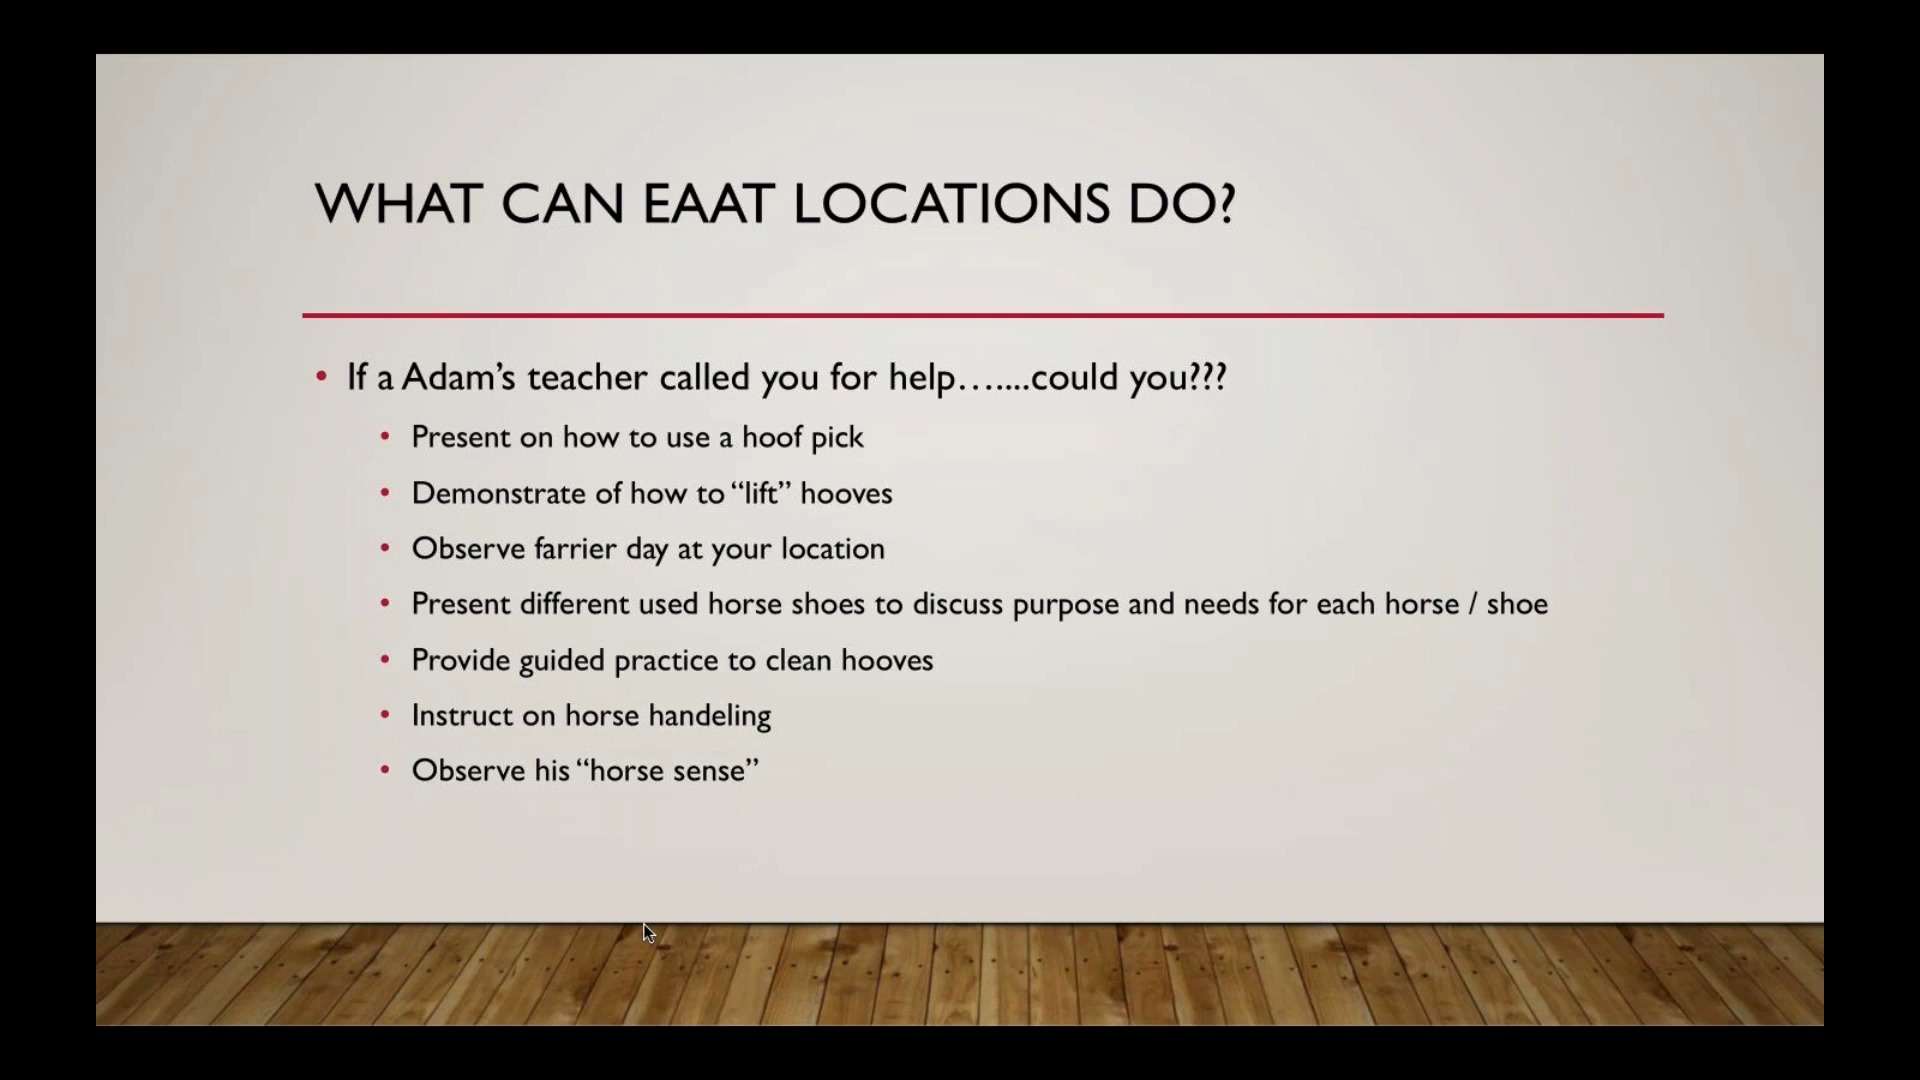 WHAT CAN EAAT LOCATIONS DO?
• If a Adam’s teacher called you for help…....could you???
• Present on how to use a hoof pick
• Demonstrate of how to “lift” hooves
• Observe farrier day at your location
• Present different used horse shoes to discuss purpose and needs for each horse / shoe
• Provide guided practice to clean hooves
• Instruct on horse handeling
• Observe his “horse sense”